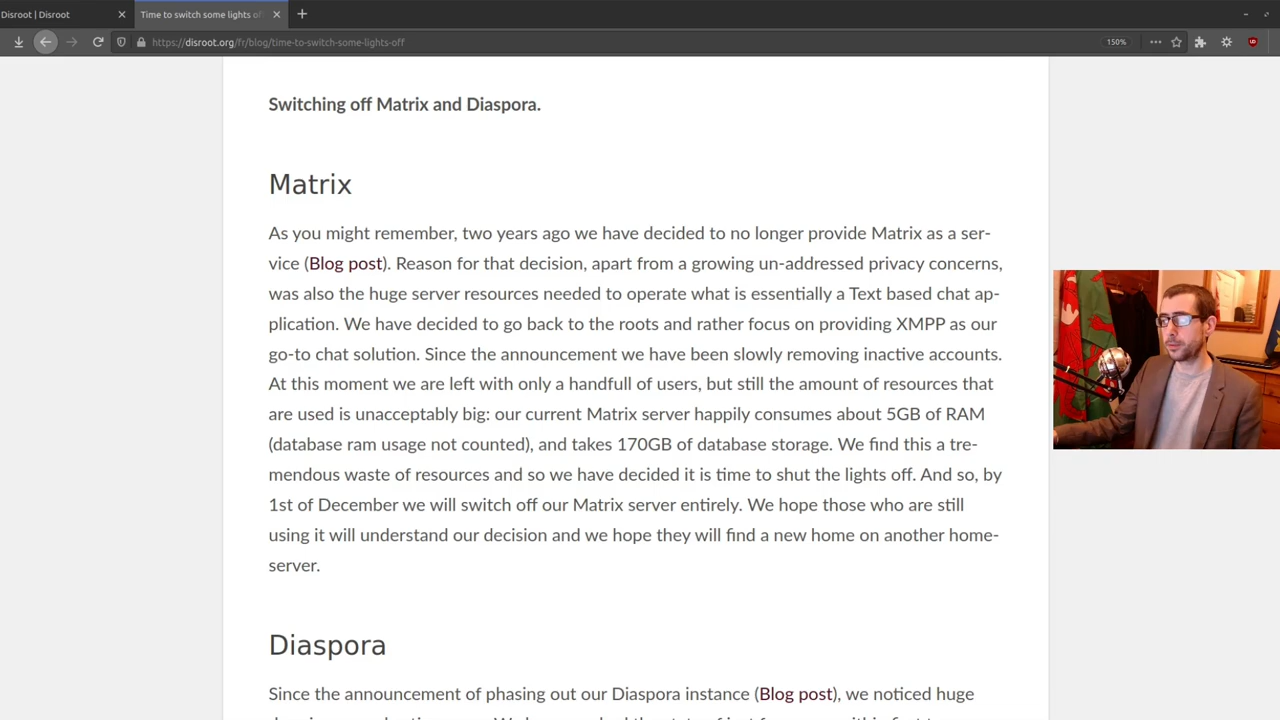 Disroot | Disroot
Time to switch some lights of
https://disroot.org/fr/blog/time-to-switch-some-lights-off
150%
Switching off Matrix and Diaspora.
Matrix
As you might remember, two years ago we have decided to no longer provide Matrix as a ser-
vice (Blog post). Reason for that decision, apart from a growing un-addressed privacy concerns,
was also the huge server resources needed to operate what is essentially a Text based chat ap-
plication. We have decided to go back to the roots and rather focus on providing XMPP as our
go-to chat solution. Since the announcement we have been slowly removing inactive accounts.
At this moment we are left with only a handfull of users, but still the amount of resources that
are used is unacceptably big: our current Matrix server happily consumes about 5GB of RAM
(database ram usage not counted), and takes 170GB of database storage. We find this a tre-
mendous waste of resources and so we have decided it is time to shut the lights off. And so, by
1st of December we will switch off our Matrix server entirely. We hope those who are still
using it will understand our decision and we hope they will find a new home on another home-
server.
Diaspora
Since the announcement of phasing out our Diaspora instance (Blog post), we noticed huge